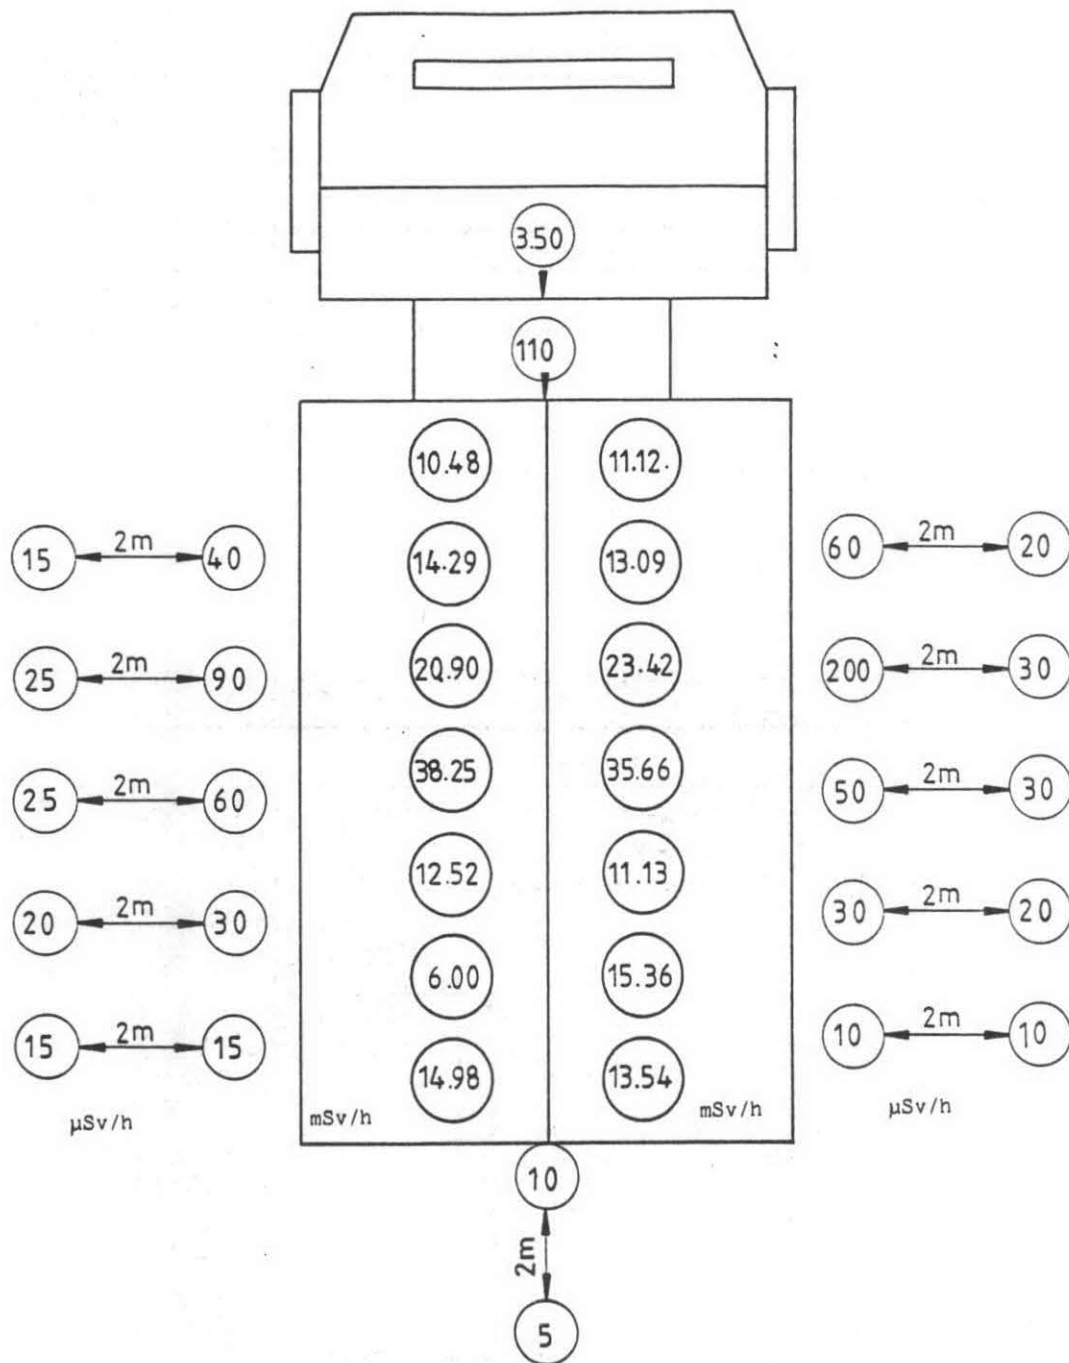 3.50
110
10.48 11.12.
15 2m 40 14.29 13.09 60 2m 20
25 2m 90 20.90 23.42 200 2m 30
25 2m 60 38.25 35.66 50 2m 30
20 2m 30 12.52 11.13 30 2m 20
15 2m 15 6.00 15.36 10 2m 10
14.98 13.54
µSv/h mSv/h mSv/h µSv/h
10
2m
5